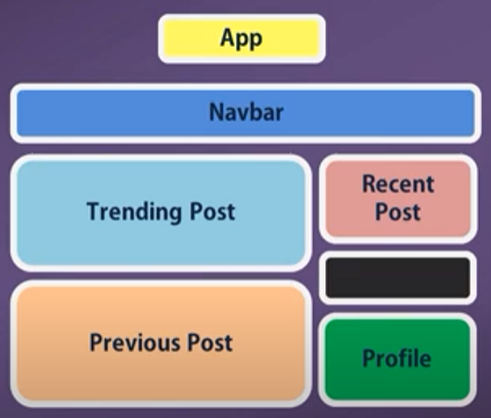 App
Navbar
Trending Post
Recent
Post
Previous Post
Profile